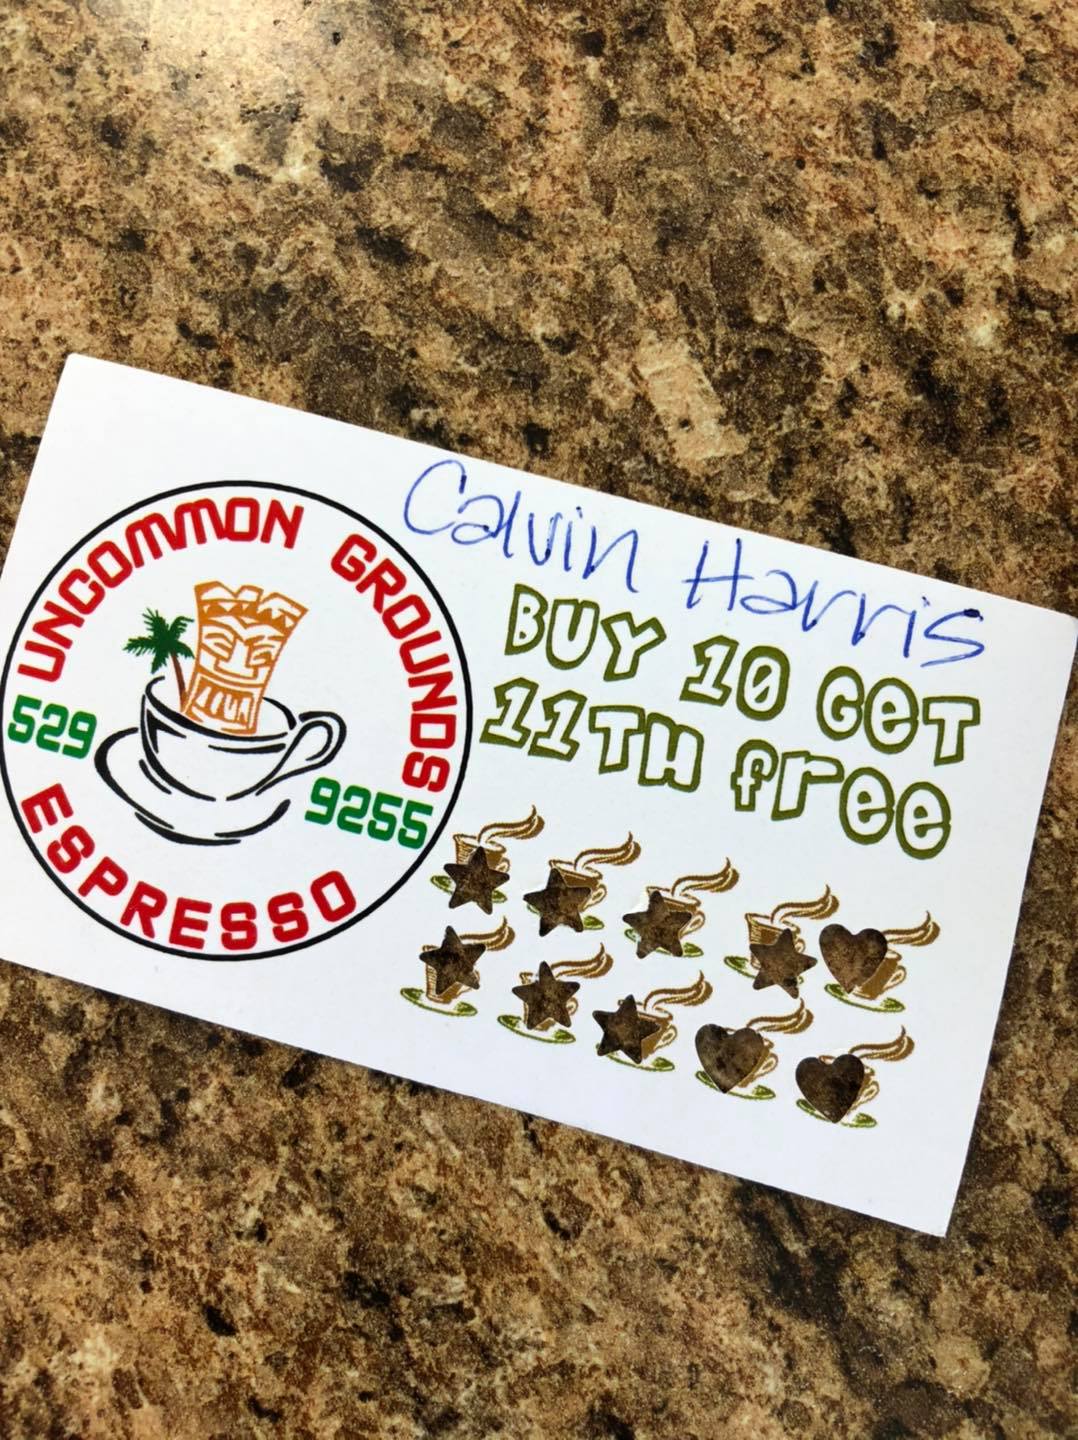 UNCOMMON GROUNDS
529
9255
ESPRESSO
Calvin Harris
BUY 10 GeT
11TH free